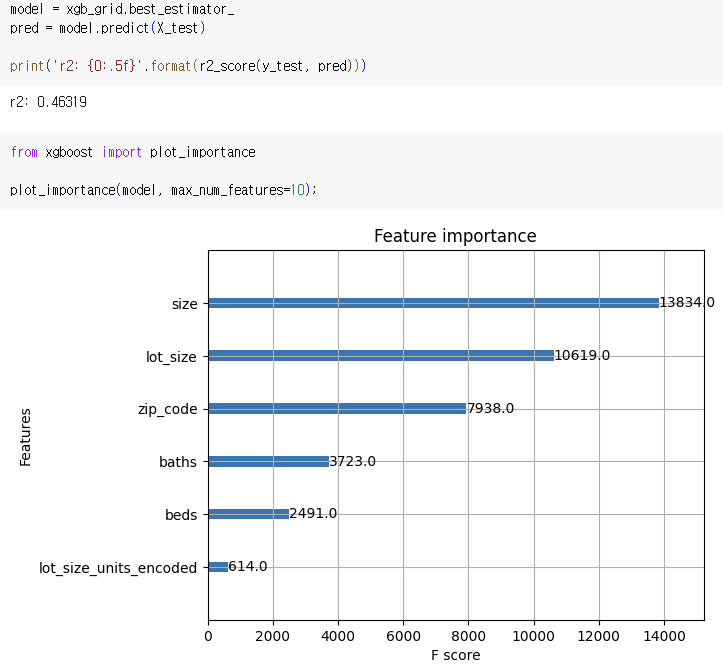 model = xgb_grid.best_estimator_
pred = model.predict(X_test)
print('r2: {0:.5f}'.format(r2_score(y_test, pred)))
r2: 0.46319
from xgboost import plot_importance
plot_importance(model, max_num_features=10);
Feature importance
size
13834.0
lot_size
10619.0
zip_code
7938.0
baths
3723.0
beds
2491.0
lot_size_units_encoded
614.0
Features
0 2000 4000 6000 8000 10000 12000 14000
F score